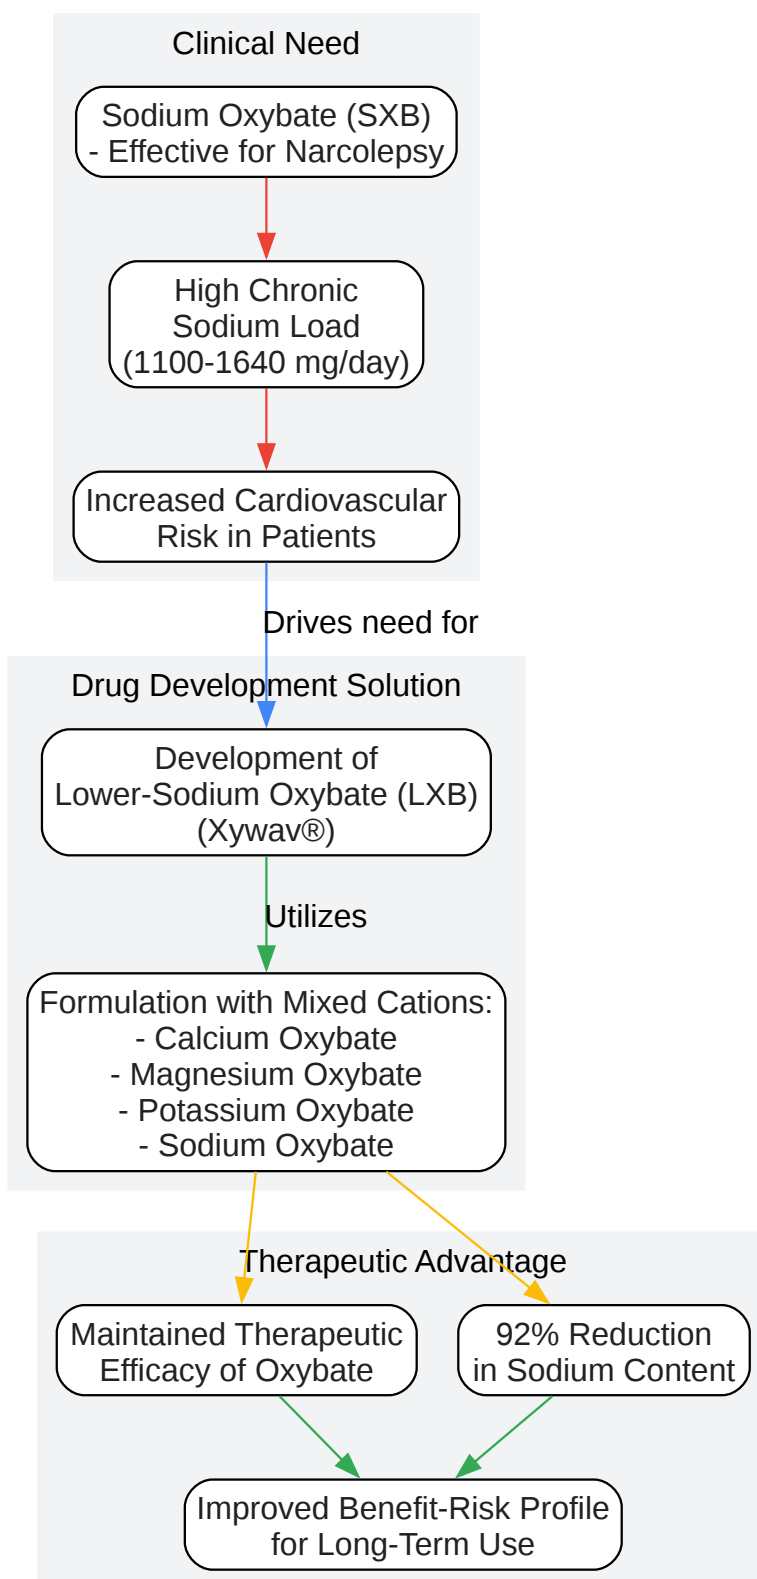 Clinical Need
Sodium Oxybate (SXB)
- Effective for Narcolepsy
High Chronic
Sodium Load
(1100-1640 mg/day)
Increased Cardiovascular
Risk in Patients
Drives need for
Drug Development Solution
Development of
Lower-Sodium Oxybate (LXB)
(Xywav®)
Utilizes
Formulation with Mixed Cations:
- Calcium Oxybate
- Magnesium Oxybate
- Potassium Oxybate
- Sodium Oxybate
Therapeutic Advantage
Maintained Therapeutic
Efficacy of Oxybate
92% Reduction
in Sodium Content
Improved Benefit-Risk Profile
for Long-Term Use